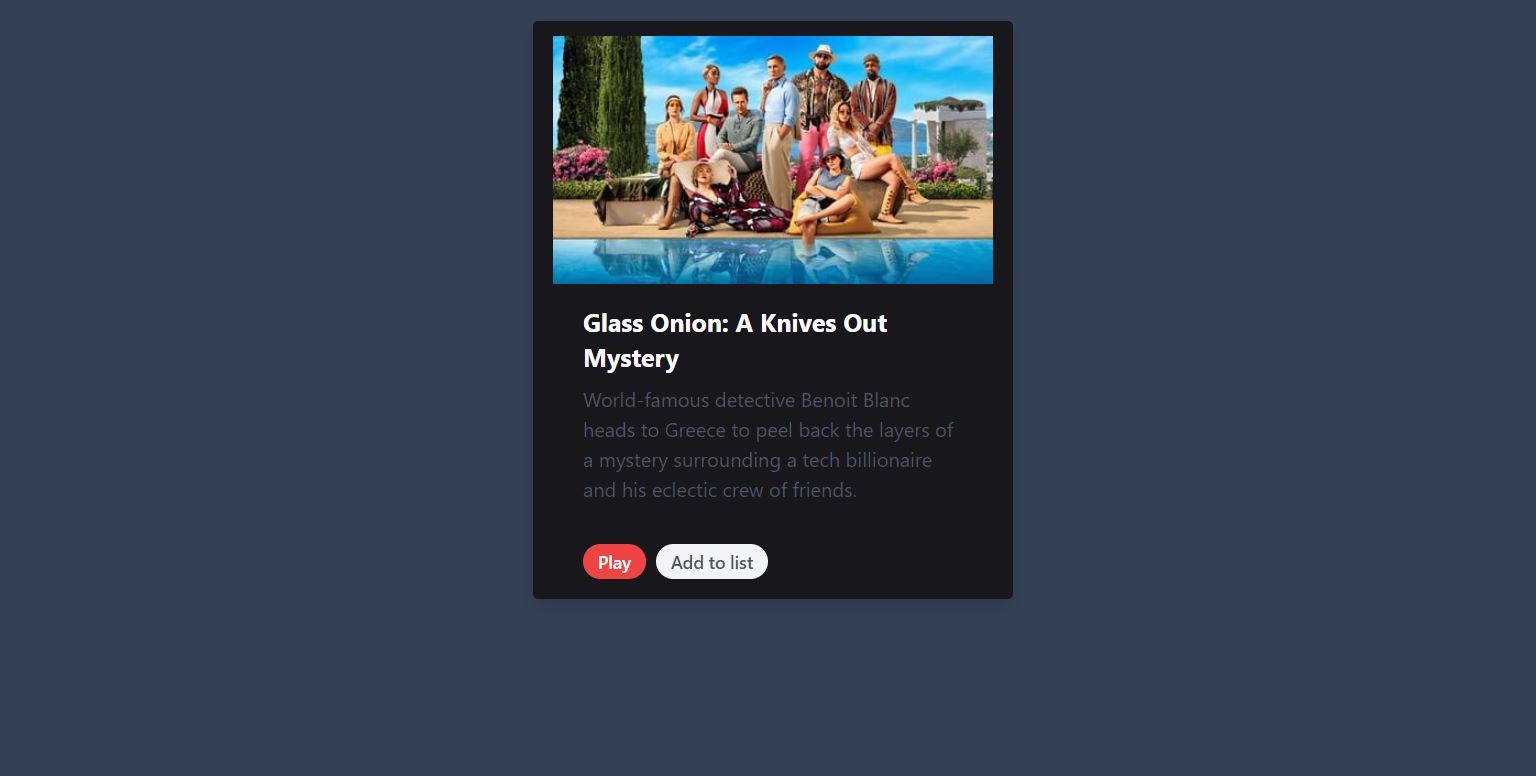 Glass Onion: A Knives Out
Mystery
World-famous detective Benoit Blanc
heads to Greece to peel back the layers of
a mystery surrounding a tech billionaire
and his eclectic crew of friends.
Play
Add to list